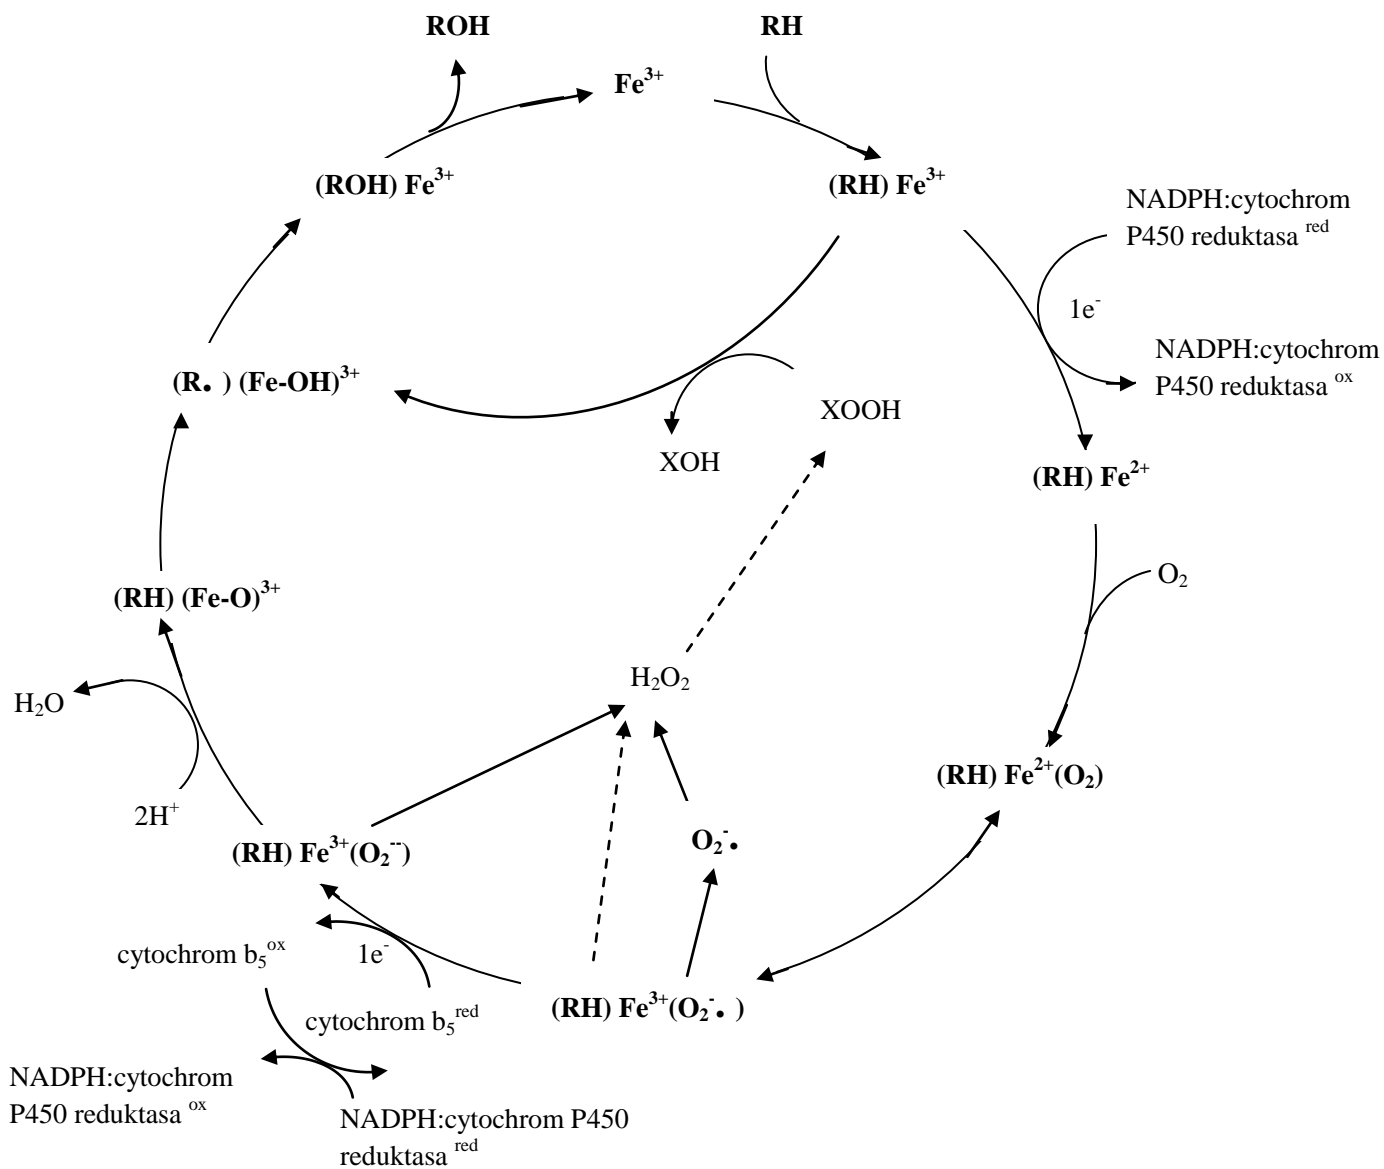 ROH
RH
Fe³⁺
(ROH) Fe³⁺
(RH) Fe³⁺
NADPH:cytochrom
P450 reduktasa ʳᵉᵈ
1e⁻
NADPH:cytochrom
P450 reduktasa ᵒˣ
(R• ) (Fe-OH)³⁺
XOOH
XOH
(RH) Fe²⁺
O₂
(RH) (Fe-O)³⁺
H₂O
H₂O₂
2H⁺
(RH) Fe²⁺(O₂)
(RH) Fe³⁺(O₂⁻⁻)
O₂⁻•
cytochrom b₅ᵒˣ
1e⁻
(RH) Fe³⁺(O₂⁻• )
cytochrom b₅ʳᵉᵈ
NADPH:cytochrom
P450 reduktasa ᵒˣ
NADPH:cytochrom P450
reduktasa ʳᵉᵈ